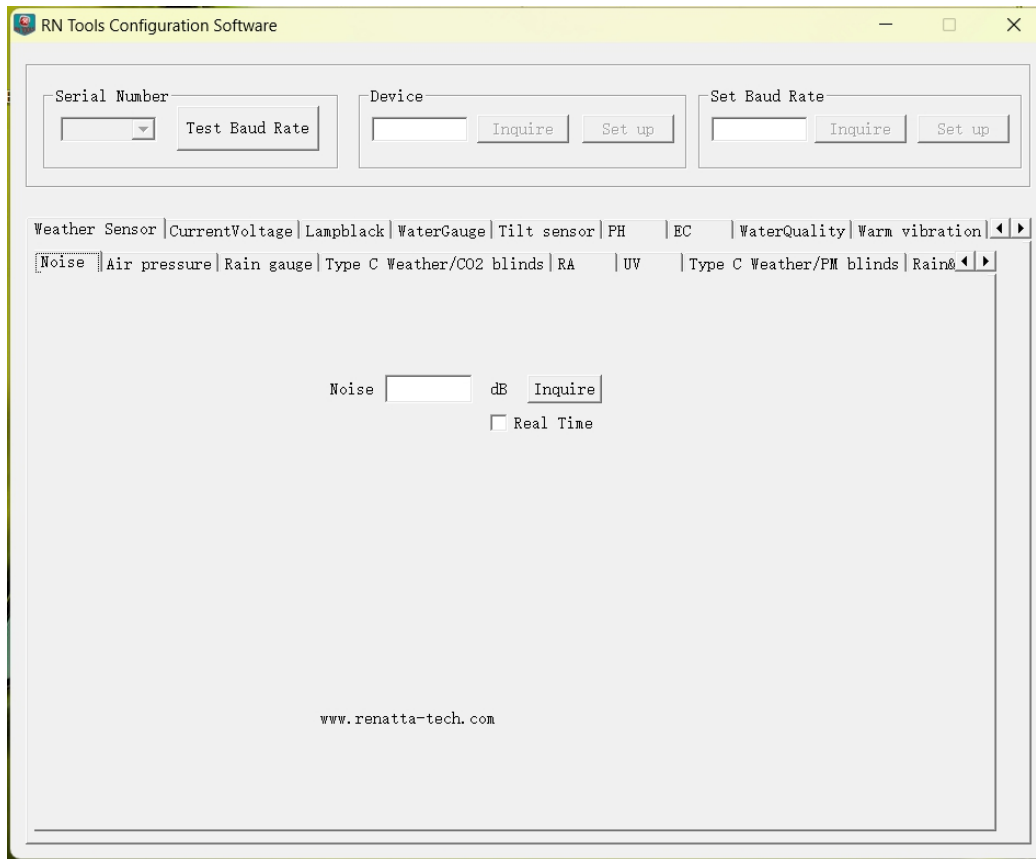 RN Tools Configuration Software
Serial Number Device Set Baud Rate
Test Baud Rate Inquire Set up Inquire Set up
Weather Sensor CurrentVoltage Lampblack WaterGauge Tilt sensor PH EC WaterQuality Warm vibration
Noise Air pressure Rain gauge Type C Weather/CO2 blinds RA UV Type C Weather/PM blinds Rain&
Noise dB Inquire
Real Time
www.renatta-tech.com